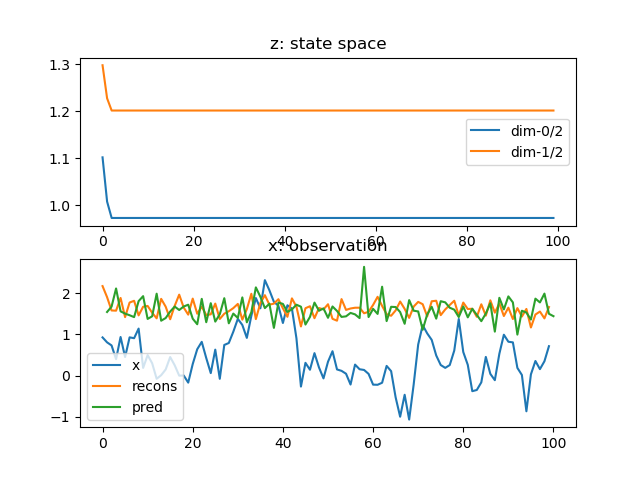 z: state space
1.3
1.2
1.1
1.0
dim-0/2
dim-1/2
0 20 40 60 80 100
x: observation
2
1
0
−1
x
recons
pred
0 20 40 60 80 100